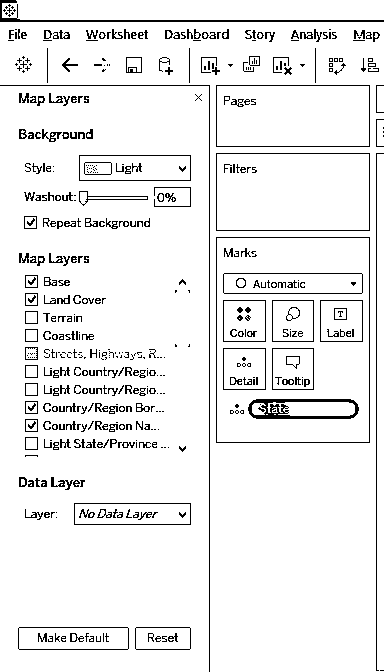 File Data Worksheet Dashboard Story Analysis Map
Map Layers
Background
Style: Light
Washout: 0%
Repeat Background
Map Layers
Base
Land Cover
Terrain
Coastline
Streets, Highways, R...
Light Country/Regio...
Light Country/Regio...
Country/Region Bor...
Country/Region Na...
Light State/Province ...
Data Layer
Layer: No Data Layer
Make Default Reset
Pages
Filters
Marks
Automatic
Color Size Label
Detail Tooltip
State